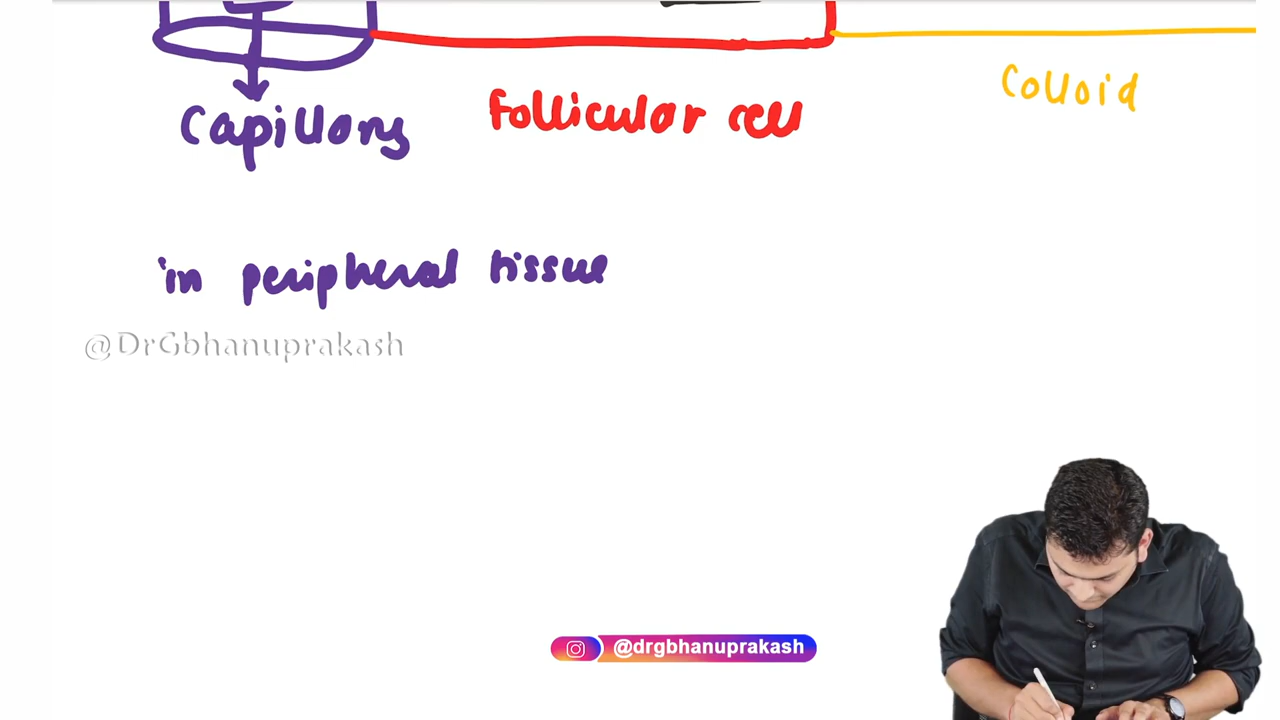 Colloid
Capillary Follicular cell
in peripheral tissue
@DrGbhanuprakash
@drgbhanuprakash